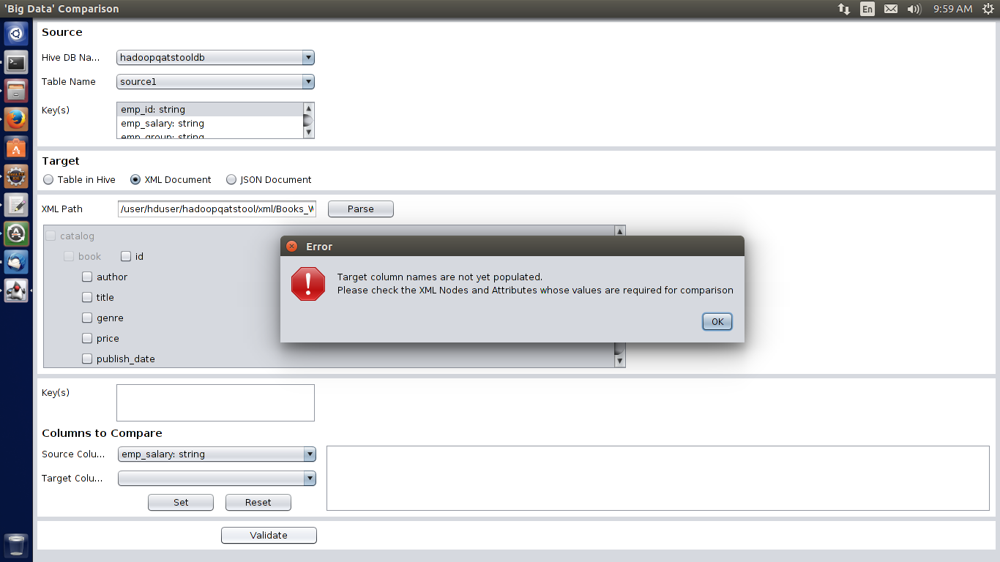 'Big Data' Comparison
En
9:59 AM
Source
Hive DB Na...
hadoopqatstooldb
Table Name
source1
Key(s)
emp_id: string
emp_salary: string
emp_group: string
Target
Table in Hive
XML Document
JSON Document
XML Path
/user/hduser/hadoopqatstool/xml/Books_W
Parse
catalog
book
id
author
title
genre
price
publish_date
Error
Target column names are not yet populated.
Please check the XML Nodes and Attributes whose values are required for comparison
OK
Key(s)
Columns to Compare
Source Colu...
emp_salary: string
Target Colu...
Set
Reset
Validate